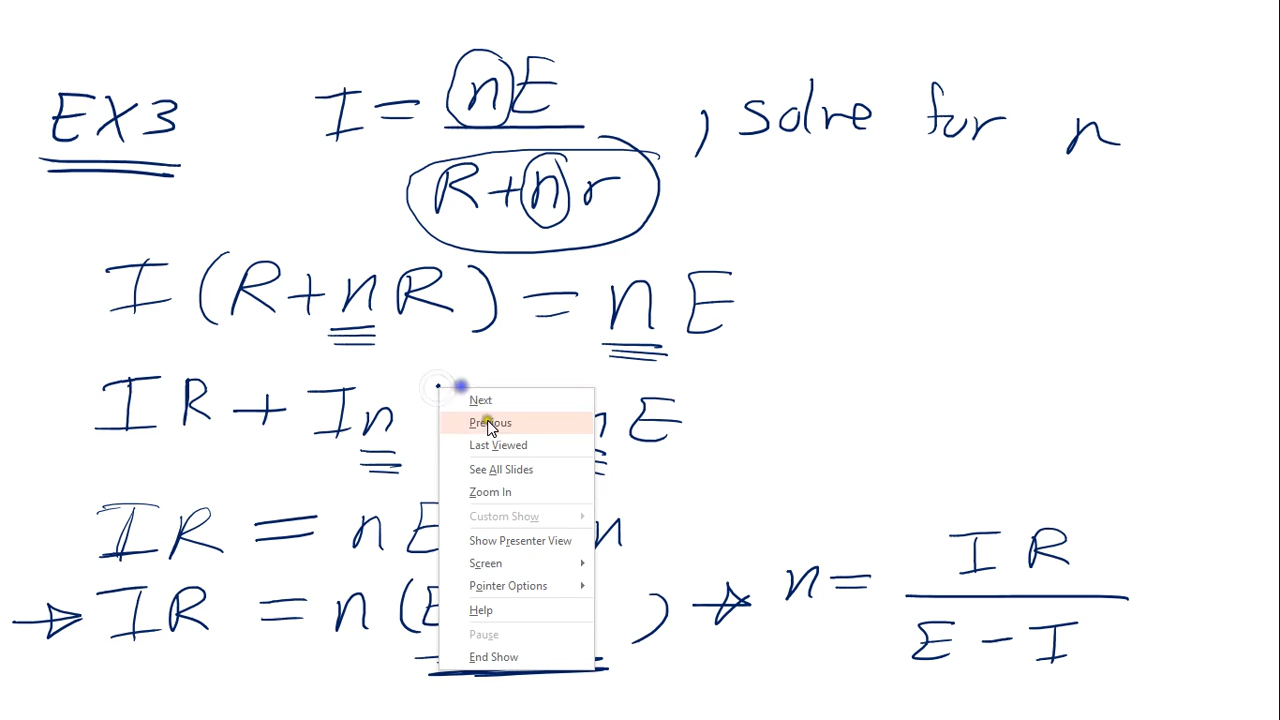 EX3 I = nE / R+nr , solve for n
I (R+nR) = nE
IR + In nE
IR = nE n
→ IR = n(E ) → n = IR / E - I
Next
Previous
Last Viewed
See All Slides
Zoom In
Custom Show
Show Presenter View
Screen
Pointer Options
Help
Pause
End Show